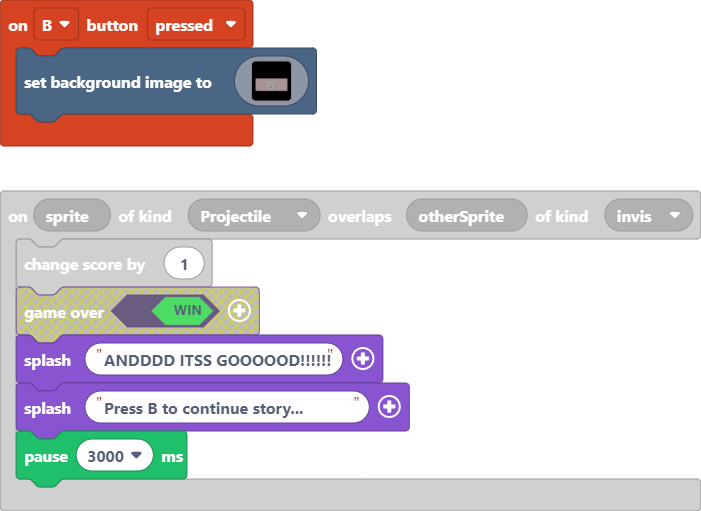 on B button pressed
set background image to
on sprite of kind Projectile overlaps otherSprite of kind invis
change score by 1
game over WIN
splash "ANDDDD ITSS GOOOOOD!!!!!!"
splash "Press B to continue story... "
pause 3000 ms